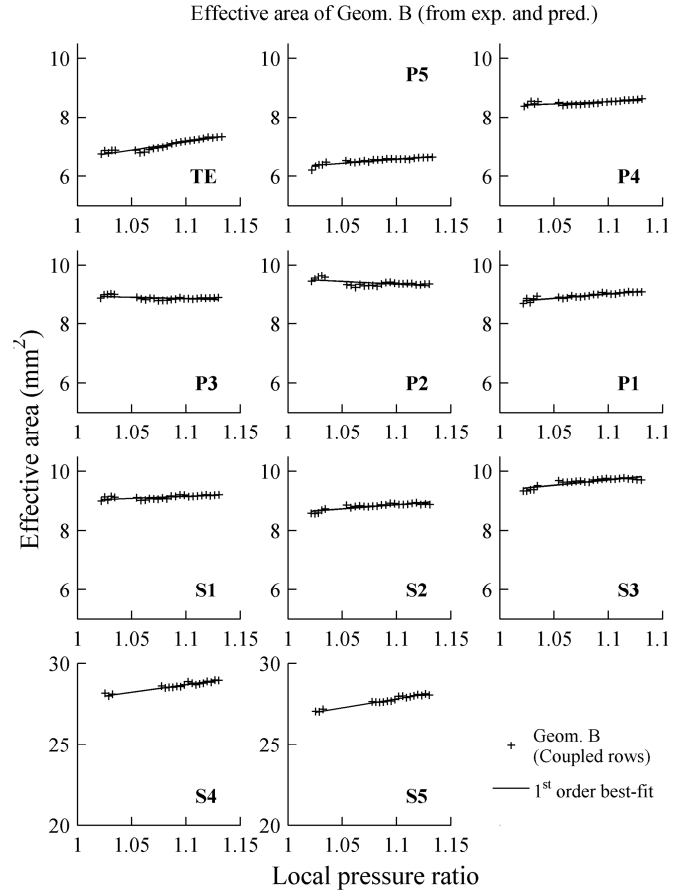 Effective area of Geom. B (from exp. and pred.)
10
8
6
TE
1 1.05 1.1 1.15
10
8
6
P5
1 1.05 1.1 1.15
10
8
6
P4
1 1.05 1.1 1.15
10
8
6
P3
1 1.05 1.1 1.15
10
8
6
P2
1 1.05 1.1 1.15
10
8
6
P1
1 1.05 1.1 1.1
10
8
6
S1
1 1.05 1.1 1.15
10
8
6
S2
1 1.05 1.1 1.15
10
8
6
S3
1 1.05 1.1 1.1
30
25
20
S4
1 1.05 1.1 1.15
30
25
20
S5
1 1.05 1.1 1.15
Geom. B
(Coupled rows)
1st order best-fit
Effective area (mm2)
Local pressure ratio